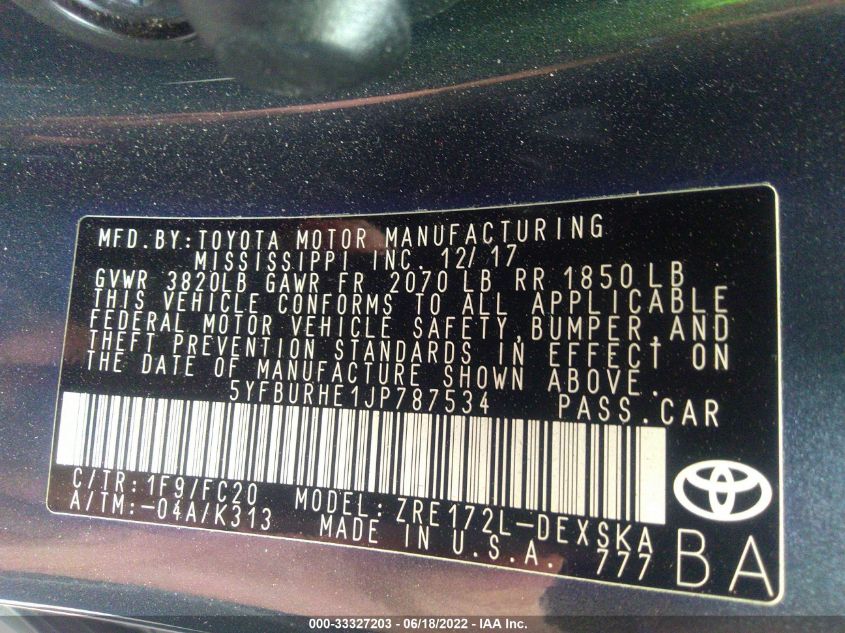 MFD.BY:TOYOTA MOTOR MANUFACTURING
MISSISSIPPI INC. 12/17
GVWR 3820LB GAWR FR 2070 LB RR 1850 LB
THIS VEHICLE CONFORMS TO ALL APPLICABLE
FEDERAL MOTOR VEHICLE SAFETY,BUMPER,AND
THEFT PREVENTION STANDARDS IN EFFECT ON
THE DATE OF MANUFACTURE SHOWN ABOVE.
5YFBURHE1JP787534 PASS.CAR
C/TR:1F9/FC20 MODEL:ZRE172L-DEXSKA
A/TM:-04A/K313 MADE IN U.S.A. 777
BA
000-33327203 - 06/18/2022 - IAA Inc.